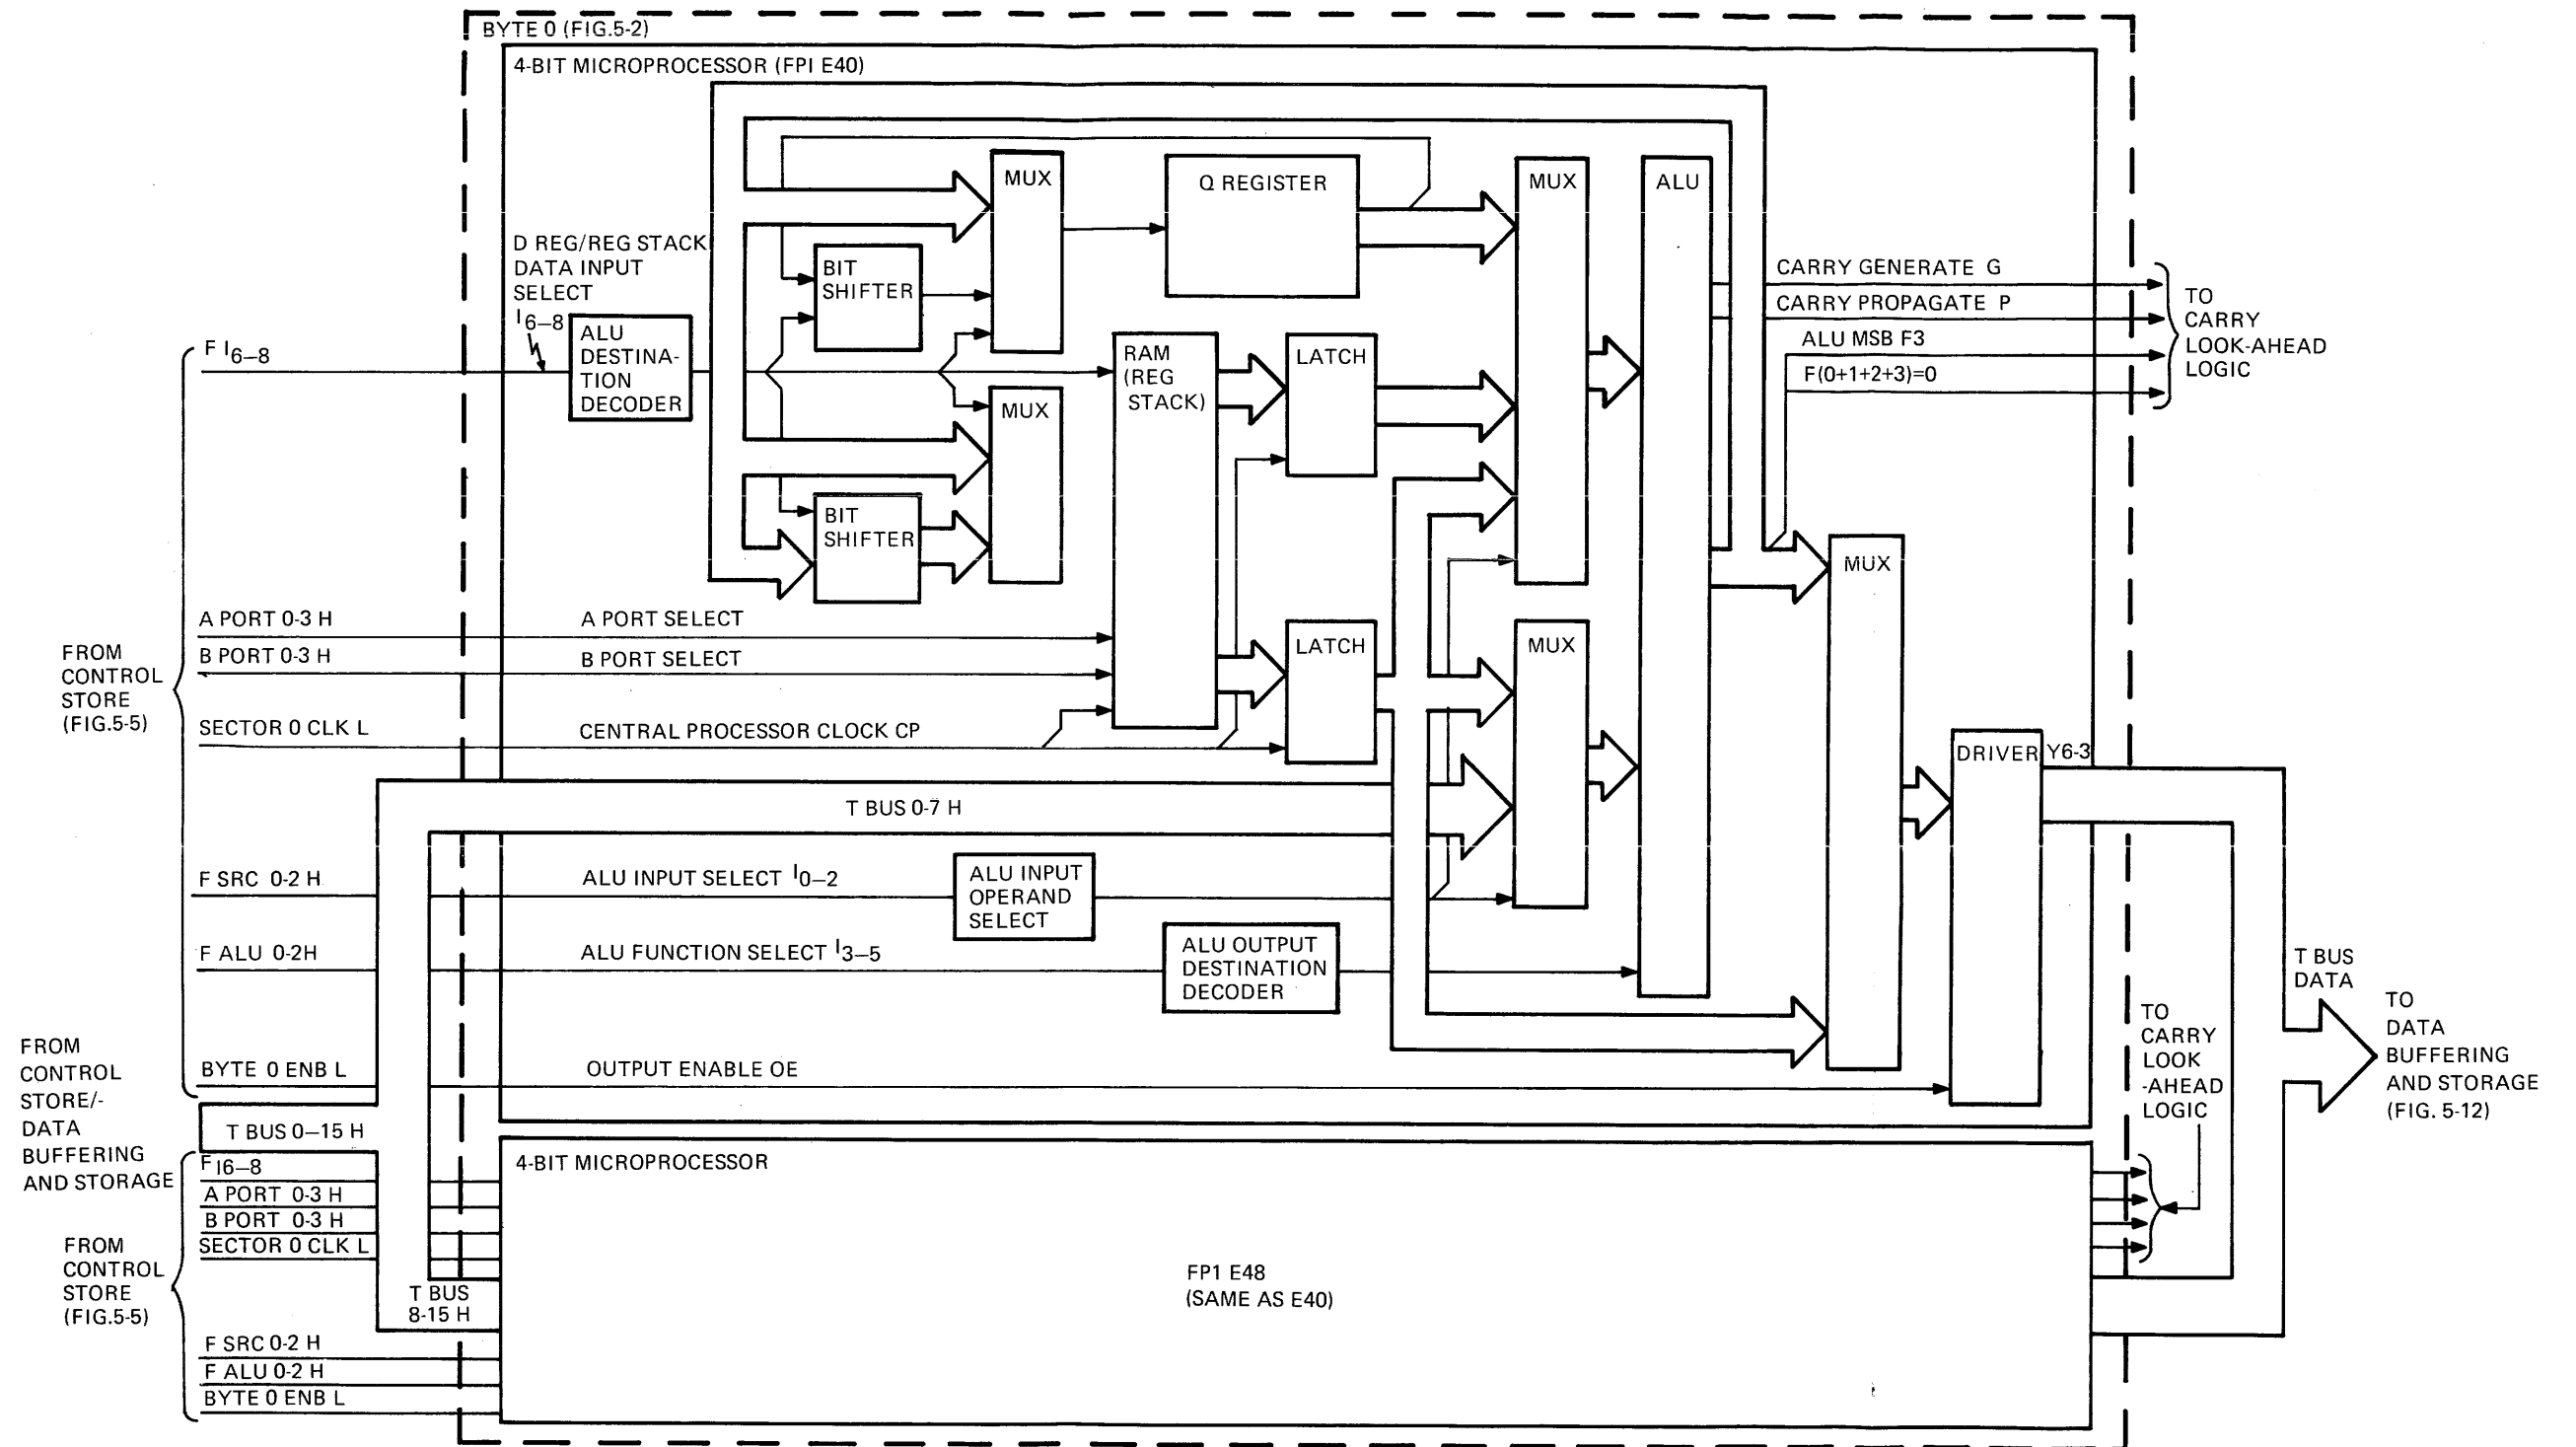 BYTE 0 (FIG.5-2)
4-BIT MICROPROCESSOR (FPI E40)
MUX
Q REGISTER
MUX
ALU
D REG/REG STACK
DATA INPUT
SELECT
I6–8
BIT
SHIFTER
ALU
DESTINA-
TION
DECODER
F I6–8
MUX
RAM
(REG
STACK)
LATCH
CARRY GENERATE G
CARRY PROPAGATE P
ALU MSB F3
F(0+1+2+3)=0
TO
CARRY
LOOK-AHEAD
LOGIC
BIT
SHIFTER
MUX
FROM
CONTROL
STORE
(FIG.5-5)
A PORT 0-3 H
A PORT SELECT
B PORT 0-3 H
B PORT SELECT
LATCH
MUX
SECTOR 0 CLK L
CENTRAL PROCESSOR CLOCK CP
DRIVER
Y6-3
T BUS 0-7 H
F SRC 0-2 H
ALU INPUT SELECT I0–2
ALU INPUT
OPERAND
SELECT
F ALU 0-2H
ALU FUNCTION SELECT I3–5
ALU OUTPUT
DESTINATION
DECODER
T BUS
DATA
TO
DATA
BUFFERING
AND STORAGE
(FIG. 5-12)
TO
CARRY
LOOK
-AHEAD
LOGIC
BYTE 0 ENB L
OUTPUT ENABLE OE
FROM
CONTROL
STORE/-
DATA
BUFFERING
AND STORAGE
T BUS 0–15 H
4-BIT MICROPROCESSOR
F I6–8
A PORT 0-3 H
B PORT 0-3 H
SECTOR 0 CLK L
FROM
CONTROL
STORE
(FIG.5-5)
T BUS
8-15 H
FP1 E48
(SAME AS E40)
F SRC 0-2 H
F ALU 0-2 H
BYTE 0 ENB L